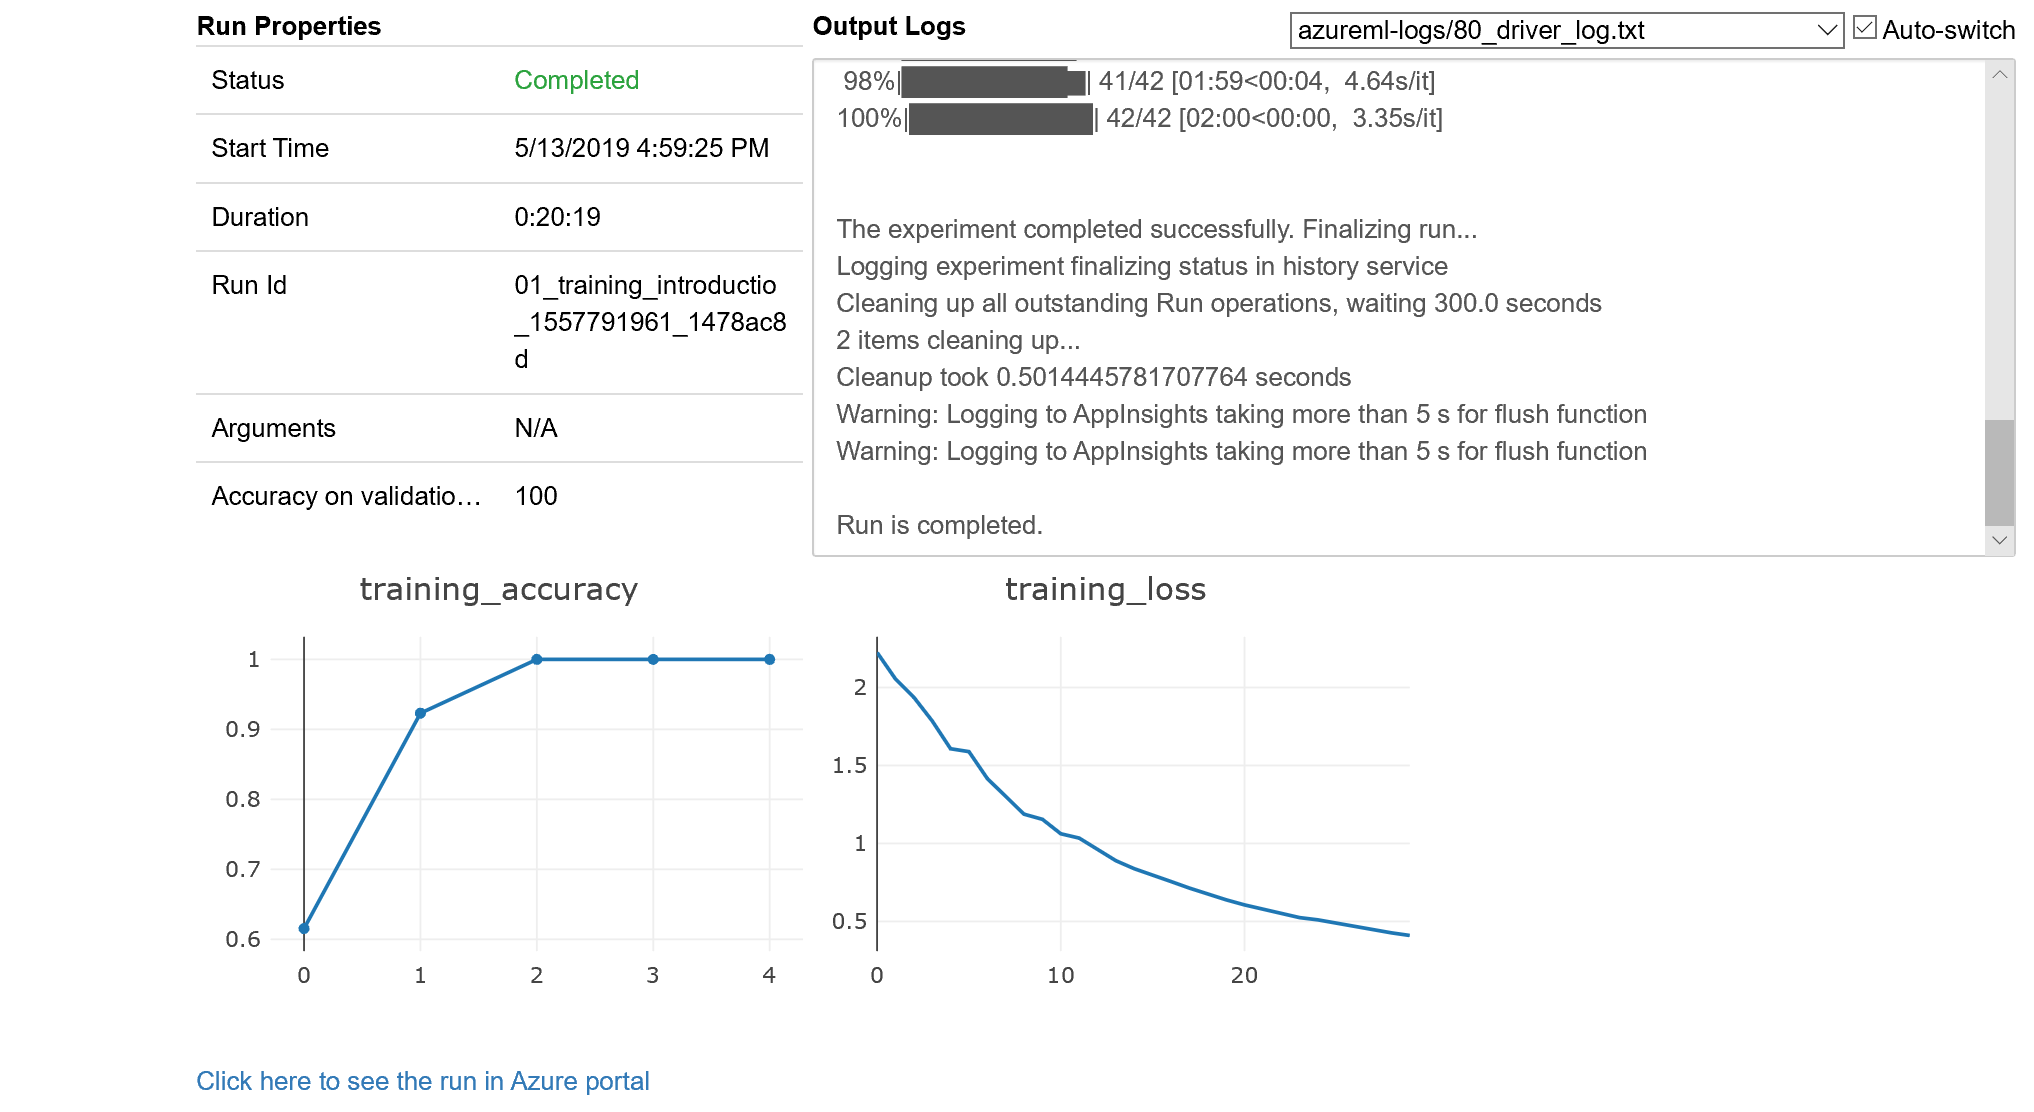 Run Properties
Status Completed
Start Time 5/13/2019 4:59:25 PM
Duration 0:20:19
Run Id 01_training_introductio
_1557791961_1478ac8
d
Arguments N/A
Accuracy on validatio… 100
Output Logs
azureml-logs/80_driver_log.txt
Auto-switch
98%| | 41/42 [01:59<00:04, 4.64s/it]
100%| | 42/42 [02:00<00:00, 3.35s/it]
The experiment completed successfully. Finalizing run...
Logging experiment finalizing status in history service
Cleaning up all outstanding Run operations, waiting 300.0 seconds
2 items cleaning up...
Cleanup took 0.5014445781707764 seconds
Warning: Logging to AppInsights taking more than 5 s for flush function
Warning: Logging to AppInsights taking more than 5 s for flush function
Run is completed.
training_accuracy
1
0.9
0.8
0.7
0.6
0 1 2 3 4
training_loss
2
1.5
1
0.5
0 10 20
Click here to see the run in Azure portal